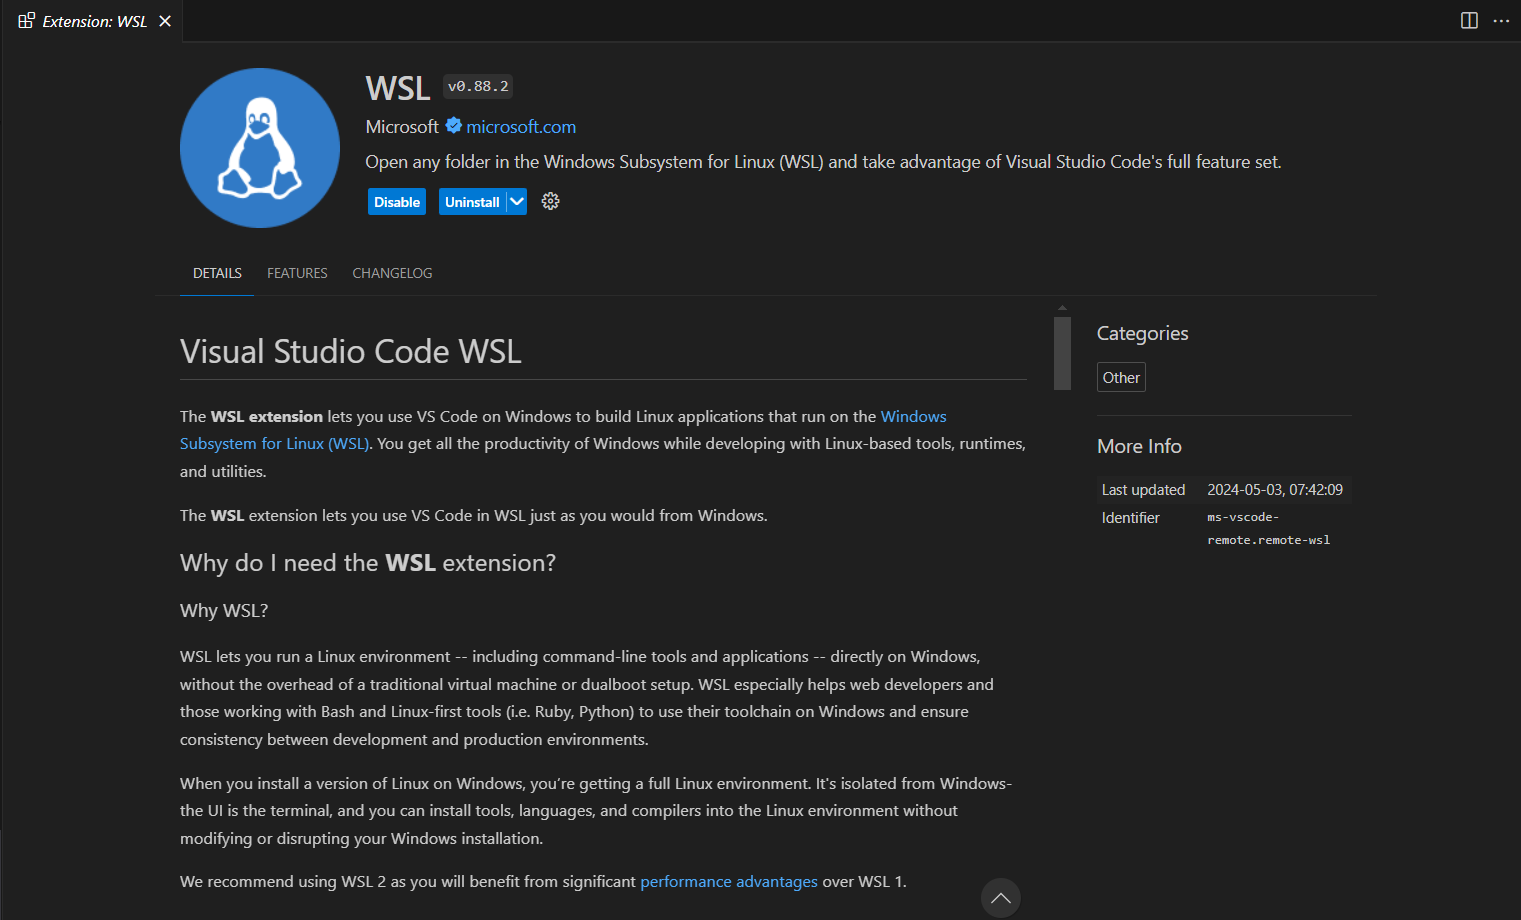 Extension: WSL
WSL v0.88.2
Microsoft microsoft.com
Open any folder in the Windows Subsystem for Linux (WSL) and take advantage of Visual Studio Code's full feature set.
Disable Uninstall
DETAILS FEATURES CHANGELOG
Visual Studio Code WSL
The WSL extension lets you use VS Code on Windows to build Linux applications that run on the Windows
Subsystem for Linux (WSL). You get all the productivity of Windows while developing with Linux-based tools, runtimes,
and utilities.
The WSL extension lets you use VS Code in WSL just as you would from Windows.
Why do I need the WSL extension?
Why WSL?
WSL lets you run a Linux environment -- including command-line tools and applications -- directly on Windows,
without the overhead of a traditional virtual machine or dualboot setup. WSL especially helps web developers and
those working with Bash and Linux-first tools (i.e. Ruby, Python) to use their toolchain on Windows and ensure
consistency between development and production environments.
When you install a version of Linux on Windows, you're getting a full Linux environment. It's isolated from Windows-
the UI is the terminal, and you can install tools, languages, and compilers into the Linux environment without
modifying or disrupting your Windows installation.
We recommend using WSL 2 as you will benefit from significant performance advantages over WSL 1.
Categories
Other
More Info
Last updated 2024-05-03, 07:42:09
Identifier ms-vscode-
remote.remote-wsl